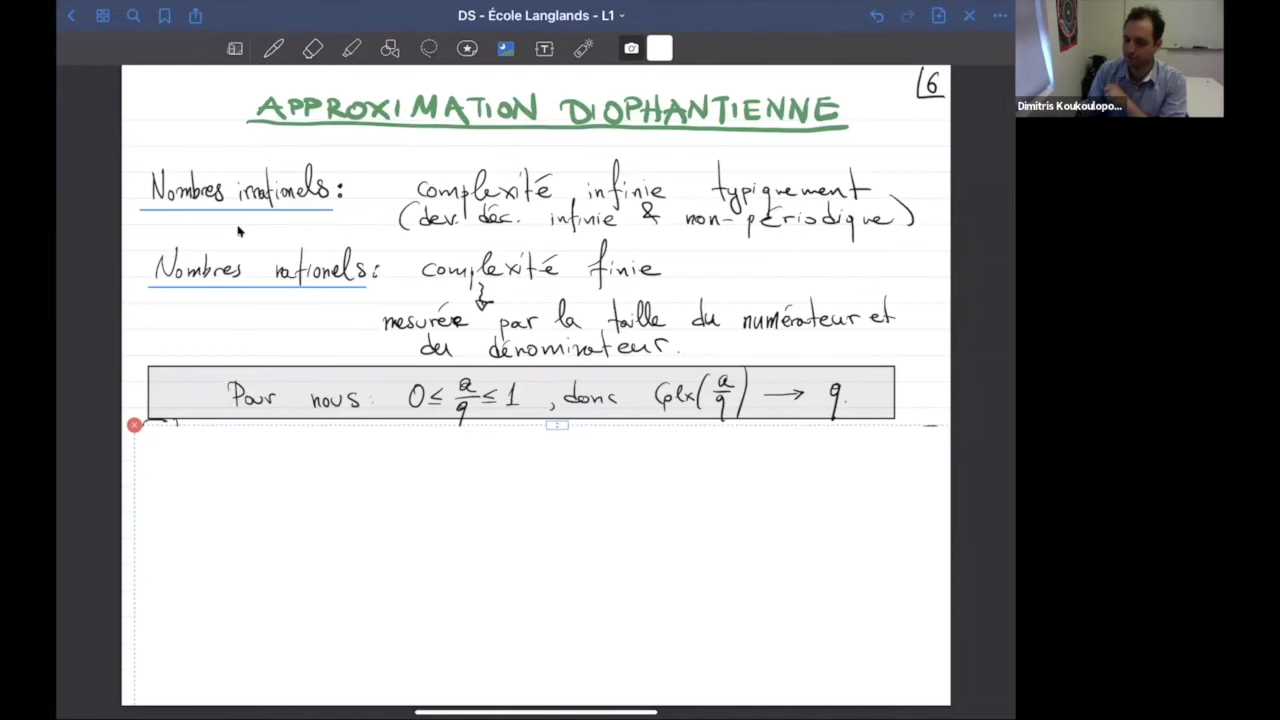 DS - École Langlands - L1
Dimitris Koukoulopo...
6
APPROXIMATION DIOPHANTIENNE
Nombres irrationels : complexité infinie typiquement
(dev. déc. infinie & non-périodique)
Nombres rationels : complexité finie
mesurée par la taille du numérateur et
du dénominateur.
Pour nous : 0 ≤ a/q ≤ 1, donc Cplx(a/q) → q.